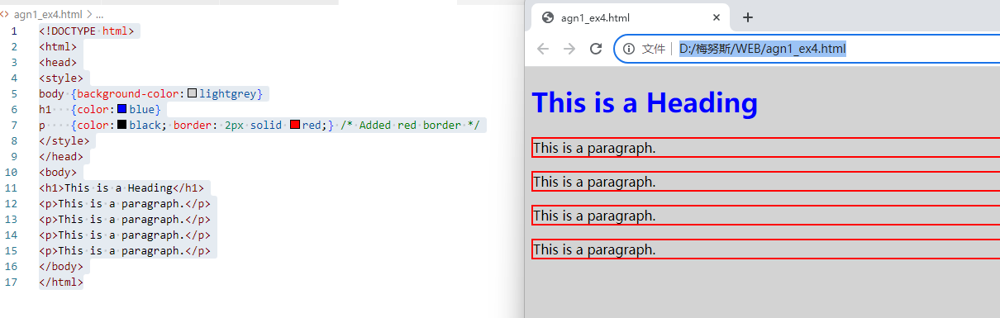 agn1_ex4.html > ...
1 <!DOCTYPE html>
2 <html>
3 <head>
4 <style>
5 body {background-color: lightgrey}
6 h1   {color: blue}
7 p    {color: black; border: 2px solid red;} /* Added red border */
8 </style>
9 </head>
10 <body>
11 <h1>This is a Heading</h1>
12 <p>This is a paragraph.</p>
13 <p>This is a paragraph.</p>
14 <p>This is a paragraph.</p>
15 <p>This is a paragraph.</p>
16 </body>
17 </html>
agn1_ex4.html
文件 | D:/梅努斯/WEB/agn1_ex4.html
This is a Heading
This is a paragraph.
This is a paragraph.
This is a paragraph.
This is a paragraph.